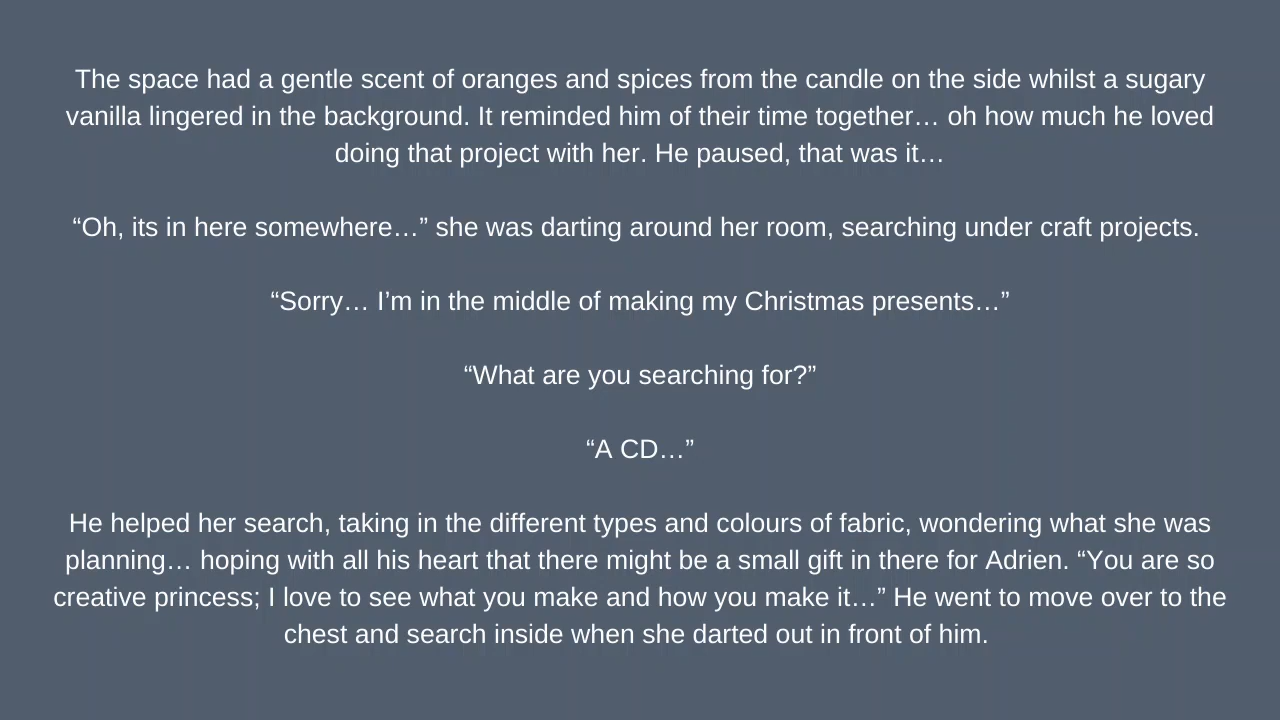 The space had a gentle scent of oranges and spices from the candle on the side whilst a sugary
vanilla lingered in the background. It reminded him of their time together… oh how much he loved
doing that project with her. He paused, that was it…
“Oh, its in here somewhere…” she was darting around her room, searching under craft projects.
“Sorry… I’m in the middle of making my Christmas presents…”
“What are you searching for?”
“A CD…”
He helped her search, taking in the different types and colours of fabric, wondering what she was
planning… hoping with all his heart that there might be a small gift in there for Adrien. “You are so
creative princess; I love to see what you make and how you make it…” He went to move over to the
chest and search inside when she darted out in front of him.